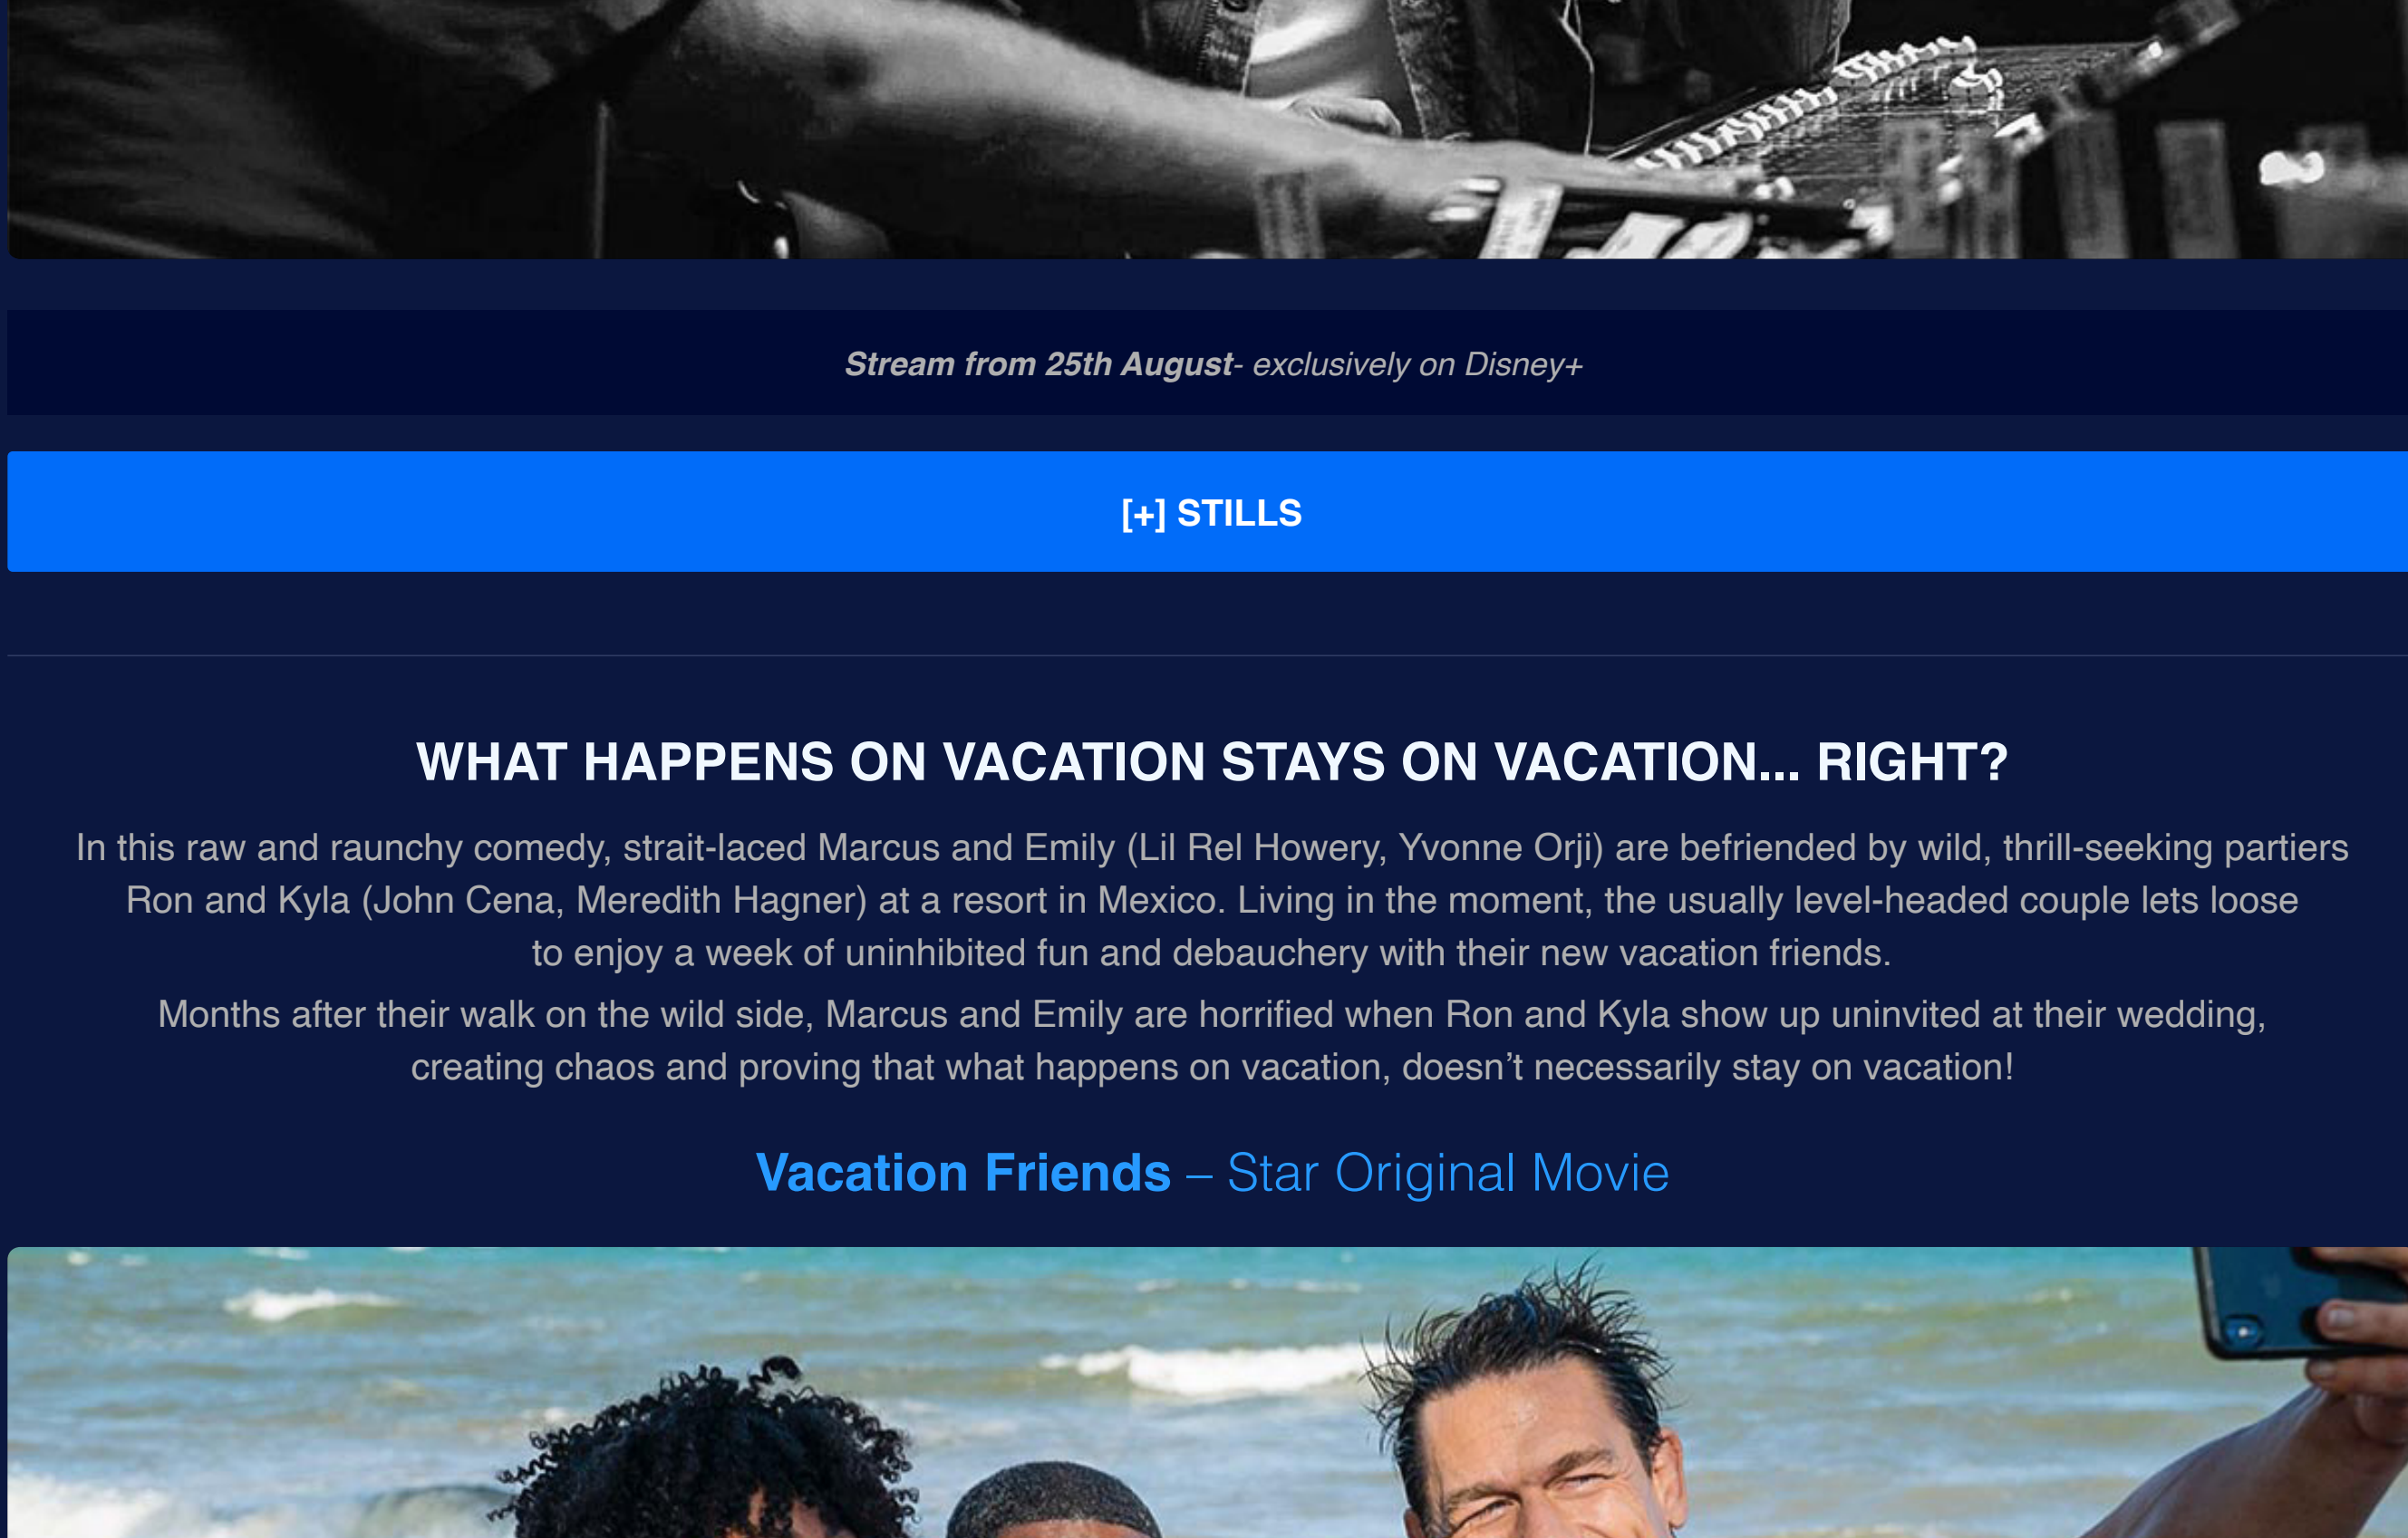 Stream from 25th August- exclusively on Disney+
[+] STILLS
WHAT HAPPENS ON VACATION STAYS ON VACATION... RIGHT?
In this raw and raunchy comedy, strait-laced Marcus and Emily (Lil Rel Howery, Yvonne Orji) are befriended by wild, thrill-seeking partiers
Ron and Kyla (John Cena, Meredith Hagner) at a resort in Mexico. Living in the moment, the usually level-headed couple lets loose
to enjoy a week of uninhibited fun and debauchery with their new vacation friends.
Months after their walk on the wild side, Marcus and Emily are horrified when Ron and Kyla show up uninvited at their wedding,
creating chaos and proving that what happens on vacation, doesn’t necessarily stay on vacation!
Vacation Friends – Star Original Movie